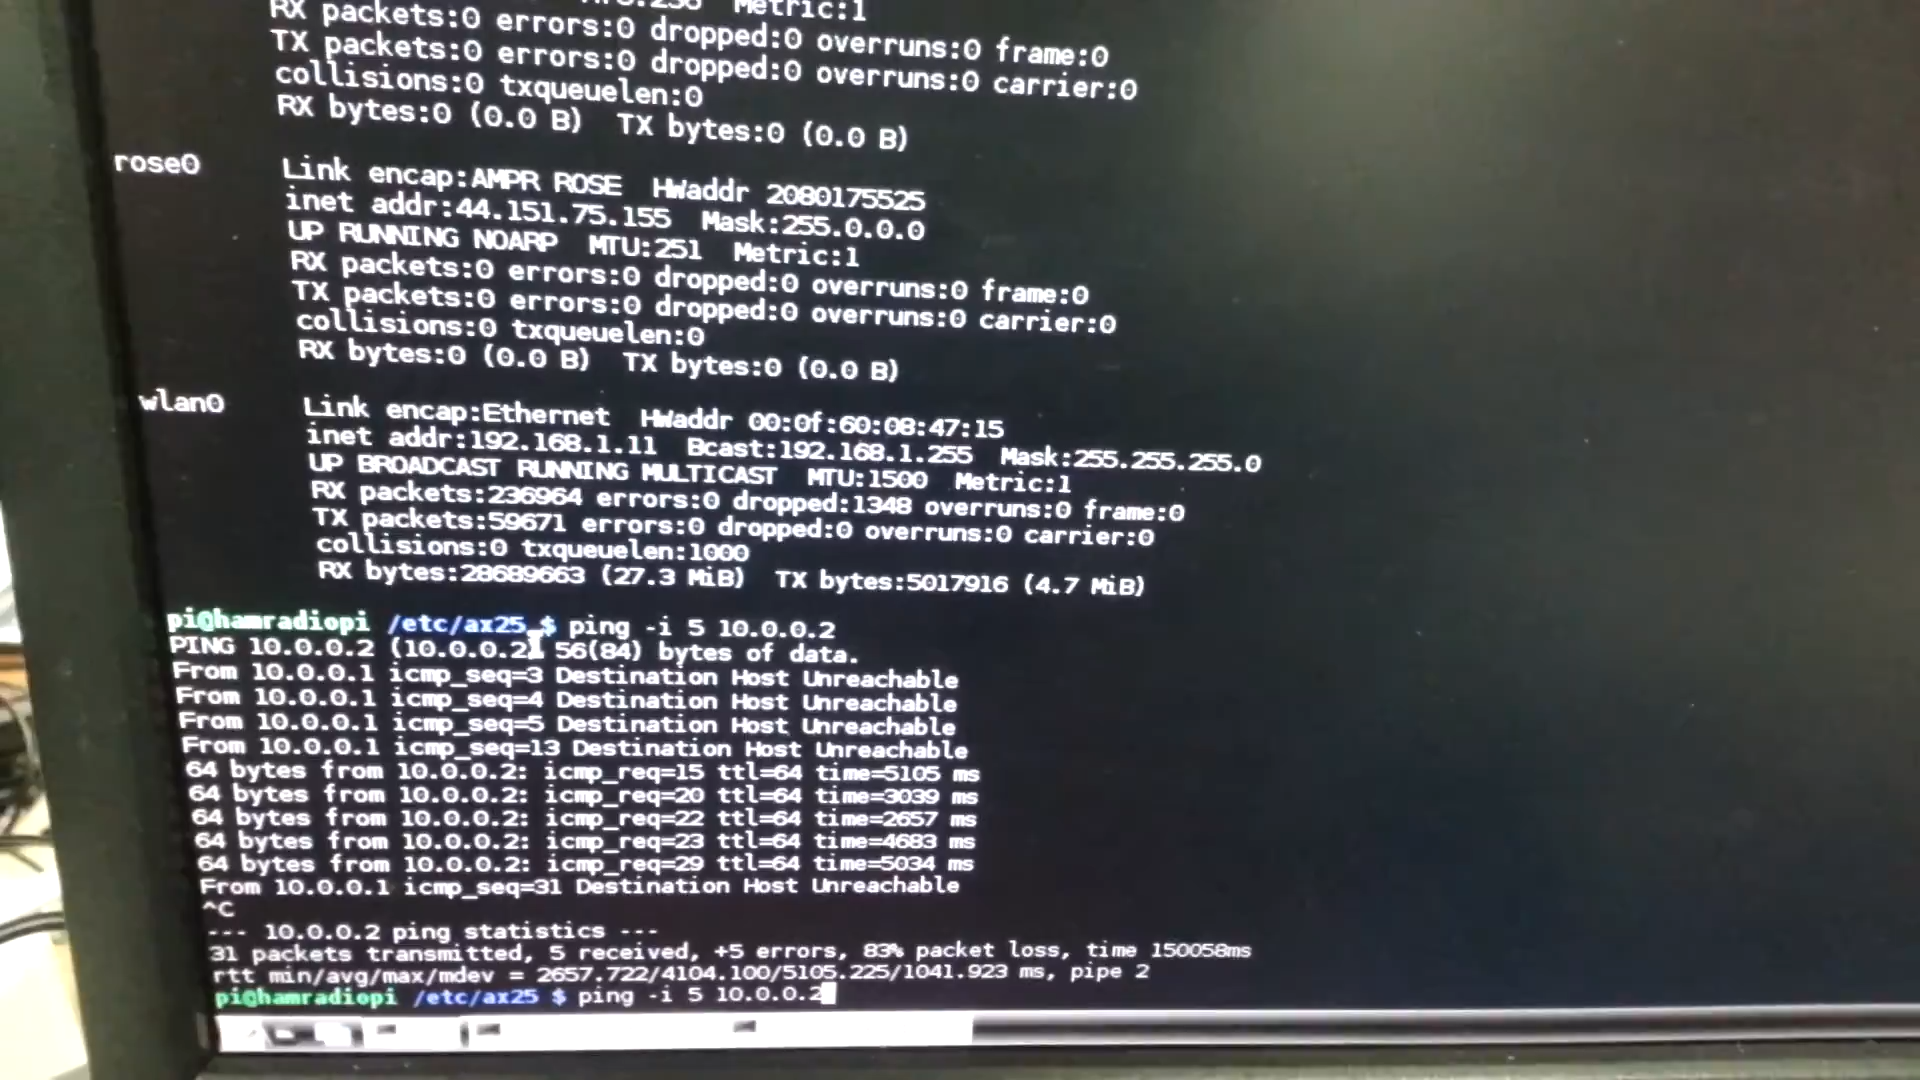 Metric:1
RX packets:0 errors:0 dropped:0 overruns:0 frame:0
TX packets:0 errors:0 dropped:0 overruns:0 carrier:0
collisions:0 txqueuelen:0
RX bytes:0 (0.0 B) TX bytes:0 (0.0 B)
rose0 Link encap:AMPR ROSE HWaddr 2080175525
inet addr:44.151.75.155 Mask:255.0.0.0
UP RUNNING NOARP MTU:251 Metric:1
RX packets:0 errors:0 dropped:0 overruns:0 frame:0
TX packets:0 errors:0 dropped:0 overruns:0 carrier:0
collisions:0 txqueuelen:0
RX bytes:0 (0.0 B) TX bytes:0 (0.0 B)
wlan0 Link encap:Ethernet HWaddr 00:0f:60:08:47:15
inet addr:192.168.1.11 Bcast:192.168.1.255 Mask:255.255.255.0
UP BROADCAST RUNNING MULTICAST MTU:1500 Metric:1
RX packets:236964 errors:0 dropped:1348 overruns:0 frame:0
TX packets:59671 errors:0 dropped:0 overruns:0 carrier:0
collisions:0 txqueuelen:1000
RX bytes:28689663 (27.3 MiB) TX bytes:5017916 (4.7 MiB)
pi@hamradiopi /etc/ax25 $ ping -i 5 10.0.0.2
PING 10.0.0.2 (10.0.0.2) 56(84) bytes of data.
From 10.0.0.1 icmp_seq=3 Destination Host Unreachable
From 10.0.0.1 icmp_seq=4 Destination Host Unreachable
From 10.0.0.1 icmp_seq=5 Destination Host Unreachable
From 10.0.0.1 icmp_seq=13 Destination Host Unreachable
64 bytes from 10.0.0.2: icmp_req=15 ttl=64 time=5105 ms
64 bytes from 10.0.0.2: icmp_req=20 ttl=64 time=3039 ms
64 bytes from 10.0.0.2: icmp_req=22 ttl=64 time=2657 ms
64 bytes from 10.0.0.2: icmp_req=23 ttl=64 time=4683 ms
64 bytes from 10.0.0.2: icmp_req=29 ttl=64 time=5034 ms
From 10.0.0.1 icmp_seq=31 Destination Host Unreachable
^C
--- 10.0.0.2 ping statistics ---
31 packets transmitted, 5 received, +5 errors, 83% packet loss, time 150058ms
rtt min/avg/max/mdev = 2657.722/4104.100/5105.225/1041.923 ms, pipe 2
pi@hamradiopi /etc/ax25 $ ping -i 5 10.0.0.2